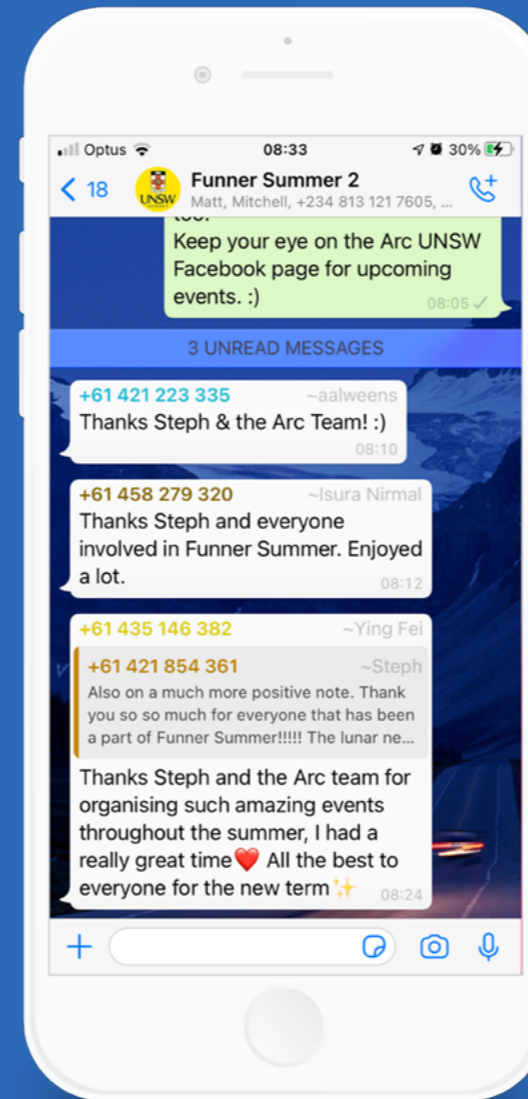 Optus 08:33 30%
18 Funner Summer 2
UNSW Matt, Mitchell, +234 813 121 7605, ...
too.
Keep your eye on the Arc UNSW
Facebook page for upcoming
events. :) 08:05
3 UNREAD MESSAGES
+61 421 223 335 ~aalweens
Thanks Steph & the Arc Team! :)
08:10
+61 458 279 320 ~Isura Nirmal
Thanks Steph and everyone
involved in Funner Summer. Enjoyed
a lot. 08:12
+61 435 146 382 ~Ying Fei
+61 421 854 361 ~Steph
Also on a much more positive note. Thank
you so so much for everyone that has been
a part of Funner Summer!!!!! The lunar ne...
Thanks Steph and the Arc team for
organising such amazing events
throughout the summer, I had a
really great time❤️ All the best to
everyone for the new term✨ 08:24